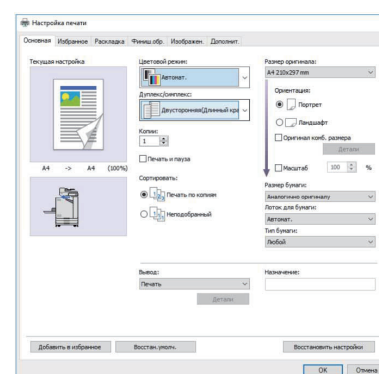 Настройка печати
Основная Избранное Раскладка Финиш.обр. Изображен. Дополнит.
Текущая настройка
A4 -> A4 (100%)
Цветовой режим:
Автомат.
Дуплекс/симплекс:
Двусторонняя(Длинный кра
Копии:
1
Печать и пауза
Сортировать:
Печать по копиям
Неподобранный
Размер оригинала:
A4 210x297 mm
Ориентация:
Портрет
Ландшафт
Оригинал комб. размера
Детали
Масштаб 100 %
Размер бумаги:
Аналогично оригиналу
Лоток для бумаги:
Автомат.
Тип бумаги:
Любой
Вывод:
Печать
Детали
Назначение:
Добавить в избранное
Восстан.умолч.
Восстановить настройки
OK
Отмена